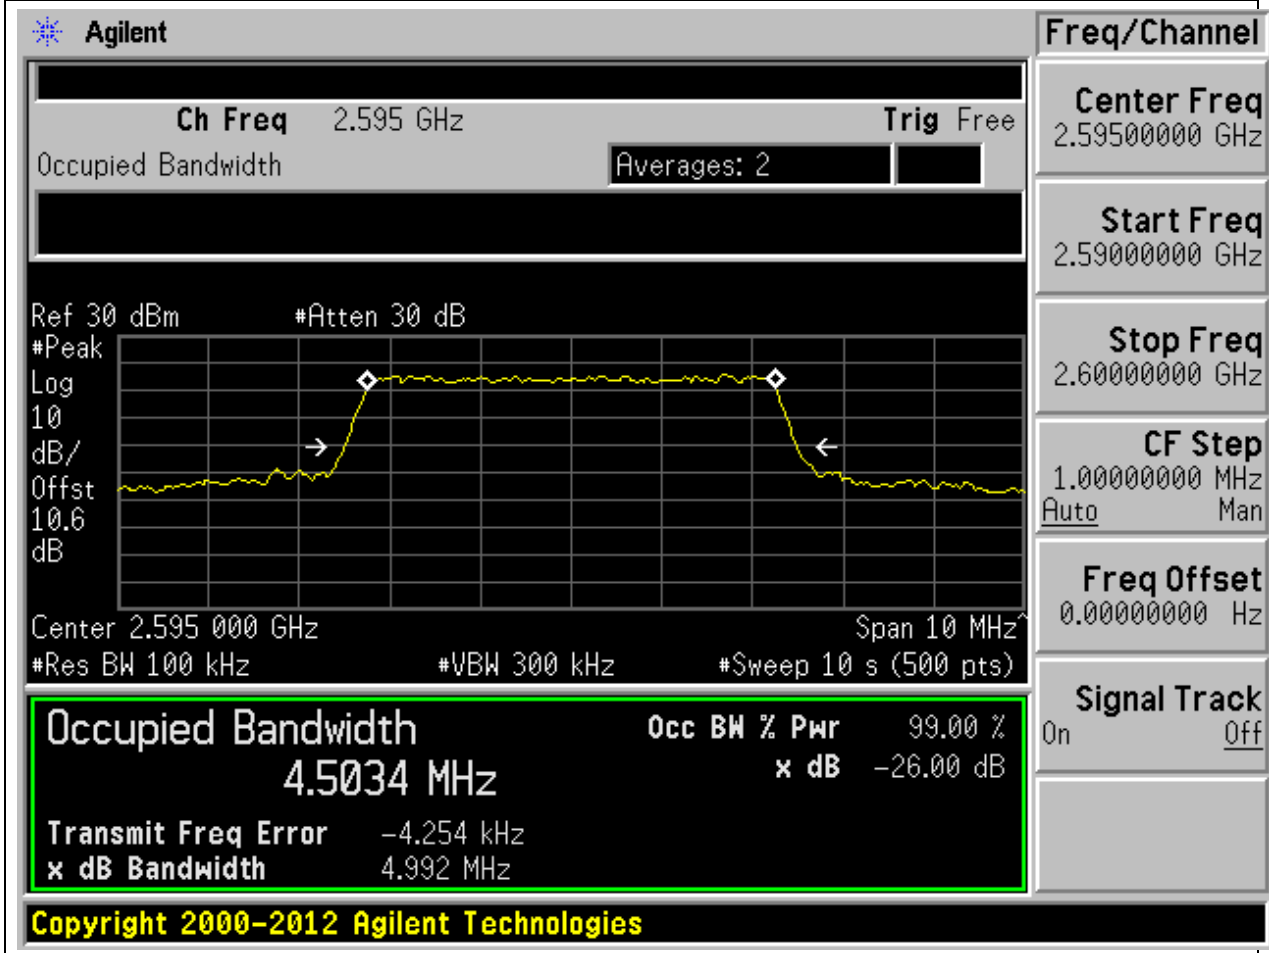 Agilent
Freq/Channel
Ch Freq 2.595 GHz Trig Free
Occupied Bandwidth Averages: 2
Center Freq
2.59500000 GHz
Start Freq
2.59000000 GHz
Stop Freq
2.60000000 GHz
CF Step
1.00000000 MHz
Auto Man
Freq Offset
0.00000000 Hz
Signal Track
On Off
Ref 30 dBm #Atten 30 dB
#Peak
Log
10
dB/
Offst
10.6
dB
Center 2.595 000 GHz Span 10 MHz^
#Res BW 100 kHz #VBW 300 kHz #Sweep 10 s (500 pts)
Occupied Bandwidth Occ BW % Pwr 99.00 %
4.5034 MHz x dB -26.00 dB
Transmit Freq Error -4.254 kHz
x dB Bandwidth 4.992 MHz
Copyright 2000-2012 Agilent Technologies